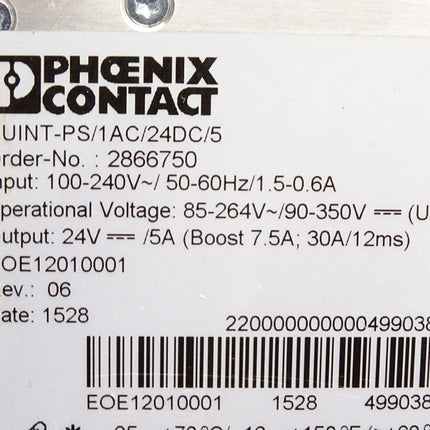 PHŒNIX
CONTACT
UINT-PS/1AC/24DC/5
rder-No. : 2866750
nput: 100-240V~/ 50-60Hz/1.5-0.6A
perational Voltage: 85-264V~/90-350V ⎓ (U
utput: 24V ⎓ /5A (Boost 7.5A; 30A/12ms)
OE12010001
ev.: 06
ate: 1528
2200000000000499038
EOE12010001 1528 499038